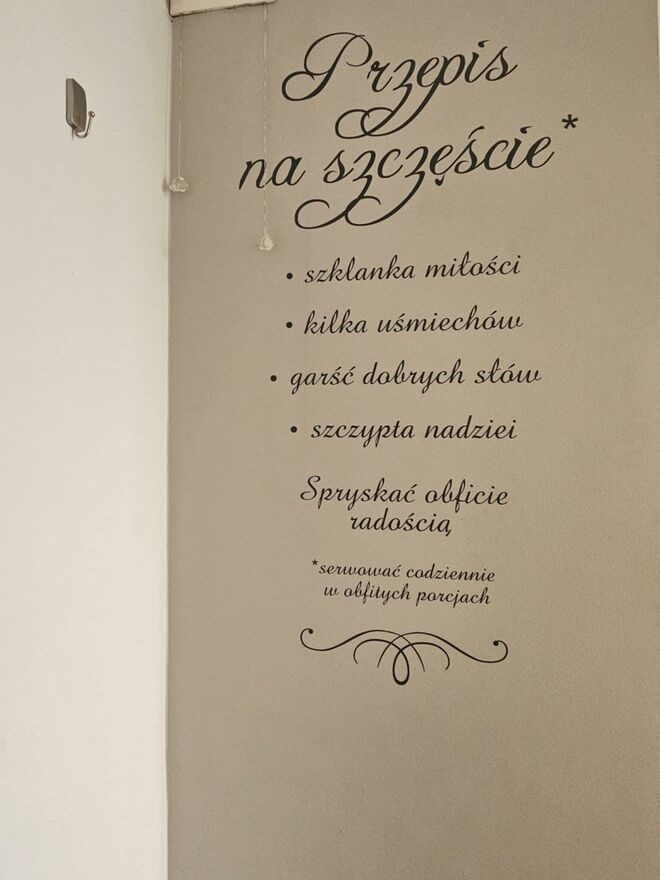 Przepis
na szczęście*
• szklanka miłości
• kilka uśmiechów
• garść dobrych słów
• szczypta nadziei
Spryskać obficie
radością
*serwować codziennie
w obfitych porcjach